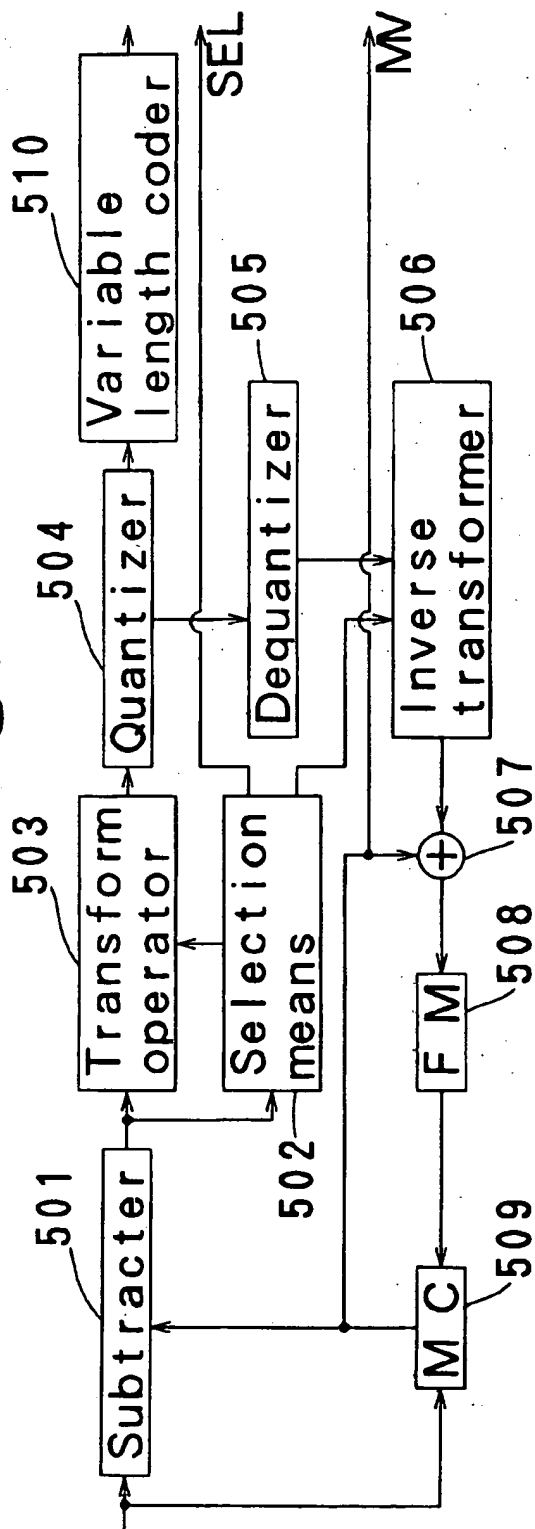 501
Subtracter
503
Transform
operator
504
Quantizer
510
Variable
length coder
SEL
502
Selection
means
505
Dequantizer
MV
509
M C
508
F M
507
+
506
Inverse
transformer